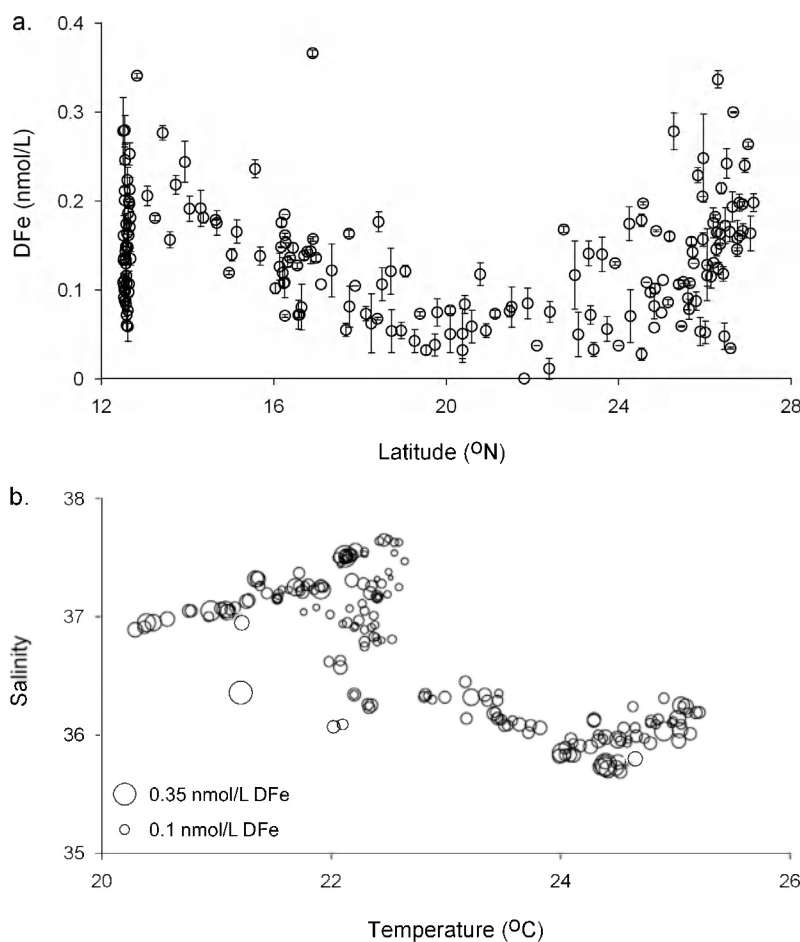 a.
0.4
0.3
0.2
0.1
0
DFe (nmol/L)
12 16 20 24 28
Latitude (ºN)
b.
38
37
36
35
Salinity
0.35 nmol/L DFe
0.1 nmol/L DFe
20 22 24 26
Temperature (ºC)